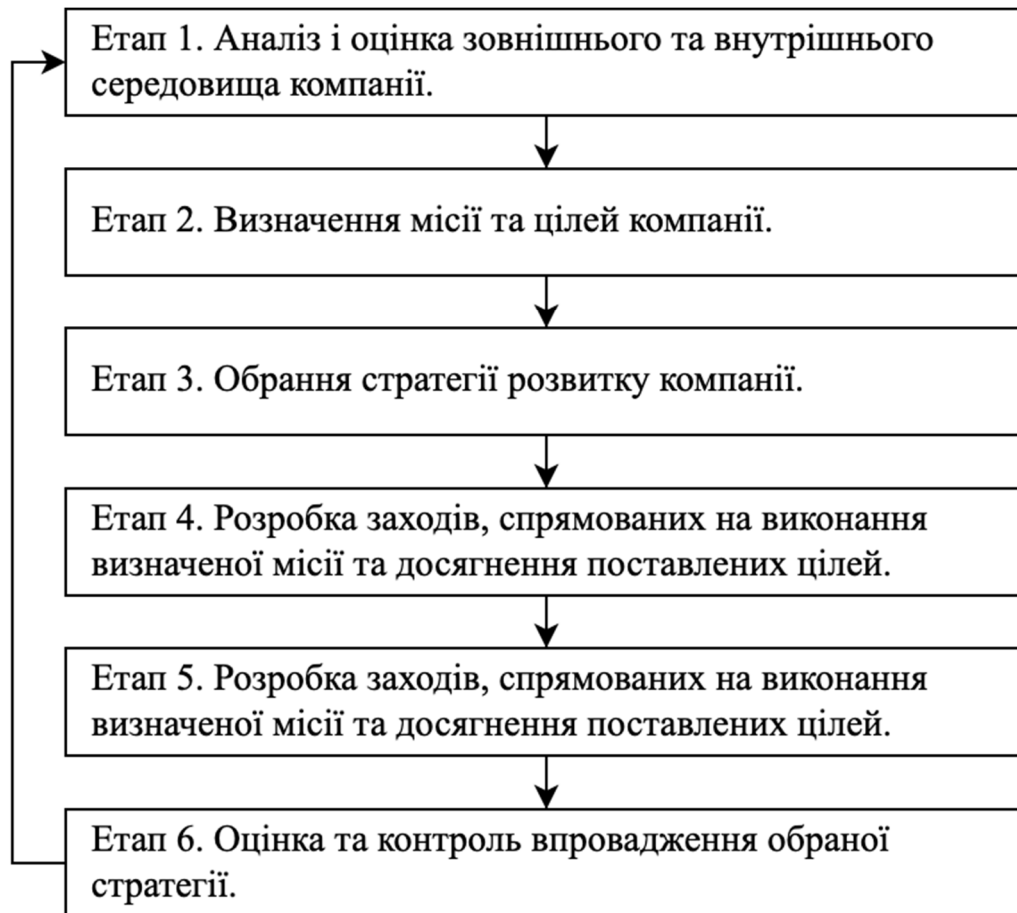 Етап 1. Аналіз і оцінка зовнішнього та внутрішнього
середовища компанії.
Етап 2. Визначення місії та цілей компанії.
Етап 3. Обрання стратегії розвитку компанії.
Етап 4. Розробка заходів, спрямованих на виконання
визначеної місії та досягнення поставлених цілей.
Етап 5. Розробка заходів, спрямованих на виконання
визначеної місії та досягнення поставлених цілей.
Етап 6. Оцінка та контроль впровадження обраної
стратегії.